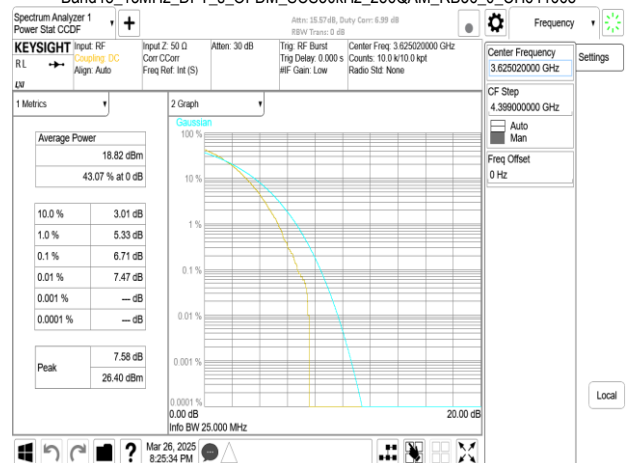 Spectrum Analyzer 1
Power Stat CCDF
Attn: 15.57dB, Duty Corr: 6.99 dB
RBW Trans: 0 dB
Frequency
KEYSIGHT
Input: RF
Input Z: 50 Ω
Atten: 30 dB
Trig: RF Burst
Center Freq: 3.625020000 GHz
RL
Coupling: DC
Corr CCorr
Trig Delay: 0.000 s
Counts: 10.0 k/10.0 kpt
Align: Auto
Freq Ref: Int (S)
#IF Gain: Low
Radio Std: None
LXI
Center Frequency
3.625020000 GHz
Settings
CF Step
4.399000000 GHz
Auto
Man
Freq Offset
0 Hz
1 Metrics
2 Graph
Gaussian
Average Power
18.82 dBm
43.07 % at 0 dB
10.0 % 3.01 dB
1.0 % 5.33 dB
0.1 % 6.71 dB
0.01 % 7.47 dB
0.001 % --- dB
0.0001 % --- dB
Peak
7.58 dB
26.40 dBm
100 %
10 %
1 %
0.1 %
0.01 %
0.001 %
0.0001 %
0.00 dB
20.00 dB
Info BW 25.000 MHz
Local
Mar 26, 2025
8:25:34 PM